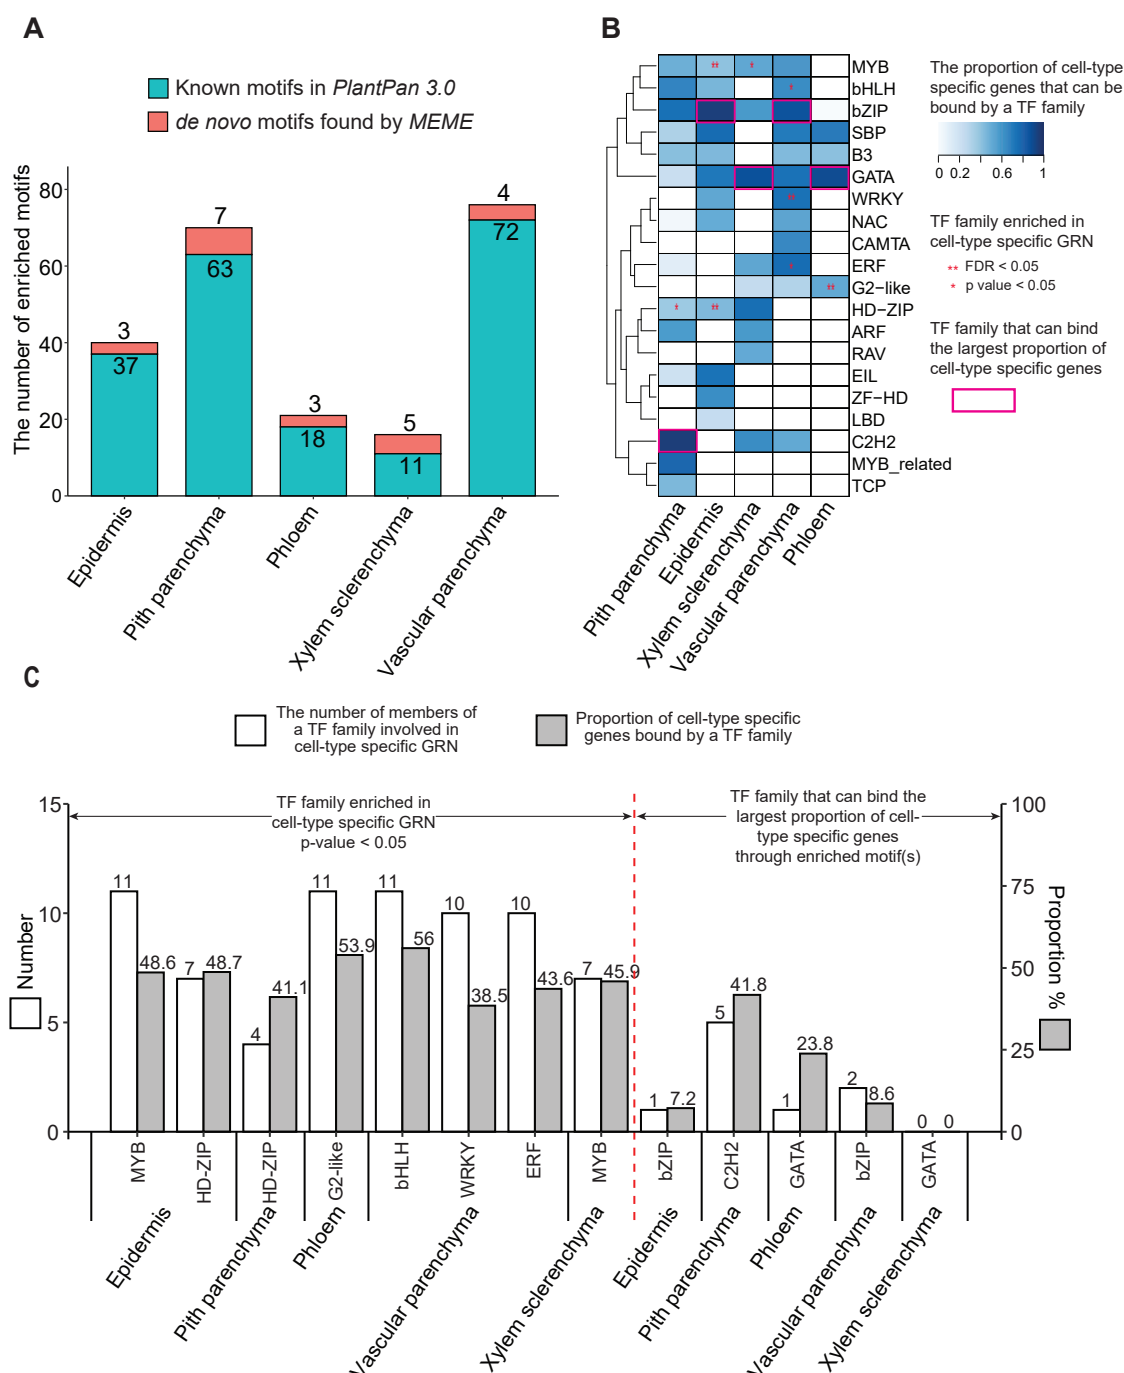 A
Known motifs in PlantPan 3.0
de novo motifs found by MEME
The number of enriched motifs
80
60
40
20
0
3
37
7
63
3
18
5
11
4
72
Epidermis
Pith parenchyma
Phloem
Xylem sclerenchyma
Vascular parenchyma
B
MYB
bHLH
bZIP
SBP
B3
GATA
WRKY
NAC
CAMTA
ERF
G2−like
HD−ZIP
ARF
RAV
EIL
ZF−HD
LBD
C2H2
MYB_related
TCP
** *
*
**
*
**
* **
Pith parenchyma
Epidermis
Xylem sclerenchyma
Vascular parenchyma
Phloem
The proportion of cell-type
specific genes that can be
bound by a TF family
0 0.2 0.6 1
TF family enriched in
cell-type specific GRN
** FDR < 0.05
* p value < 0.05
TF family that can bind
the largest proportion of
cell-type specific genes
C
The number of members of
a TF family involved in
cell-type specific GRN
Proportion of cell-type specific
genes bound by a TF family
TF family enriched in
cell-type specific GRN
p-value < 0.05
TF family that can bind the
largest proportion of cell-
type specific genes
through enriched motif(s)
Number
15
10
5
0
100
75
50
25
0
Proportion %
11 48.6
7 48.7
4 41.1
11 53.9
11 56
10 38.5
10 43.6
7 45.9
1 7.2
5 41.8
1 23.8
2 8.6
0 0
MYB
HD-ZIP
HD-ZIP
G2-like
bHLH
WRKY
ERF
MYB
bZIP
C2H2
GATA
bZIP
GATA
Epidermis
Pith parenchyma
Phloem
Vascular parenchyma
Xylem sclerenchyma
Epidermis
Pith parenchyma
Phloem
Vascular parenchyma
Xylem sclerenchyma